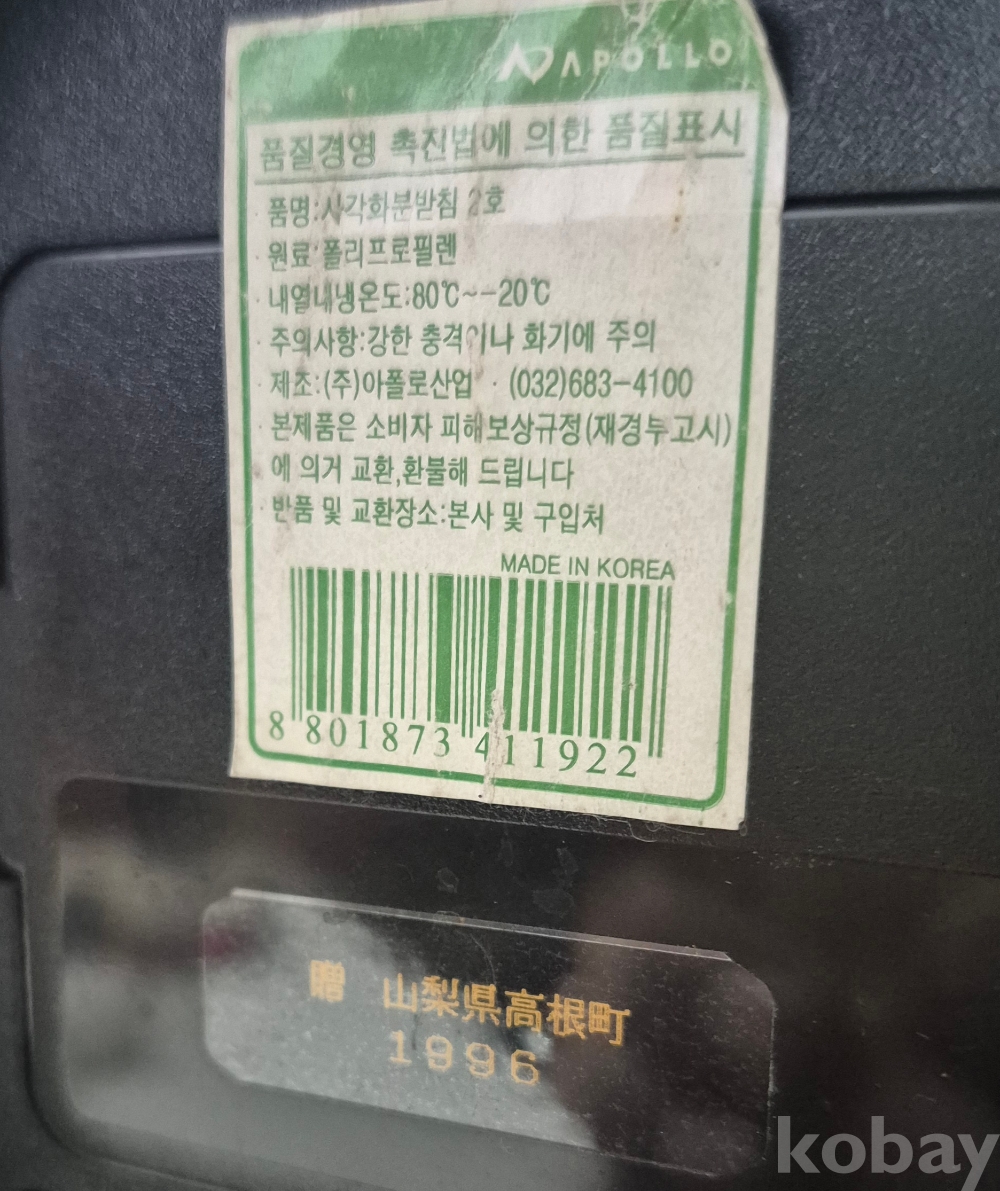 APOLLO
품질경영 촉진법에 의한 품질표시
· 품명:사각화분받침 2호
· 원료:폴리프로필렌
· 내열내냉온도:80℃~-20℃
· 주의사항:강한 충격이나 화기에 주의
· 제조:(주)아폴로산업 · (032)683-4100
· 본제품은 소비자 피해보상규정(재경누고시)
에 의거 교환,환불해 드립니다
· 반품 및 교환장소:본사 및 구입처
MADE IN KOREA
8 801873 411922
贈 山梨県高根町
1996
kobay